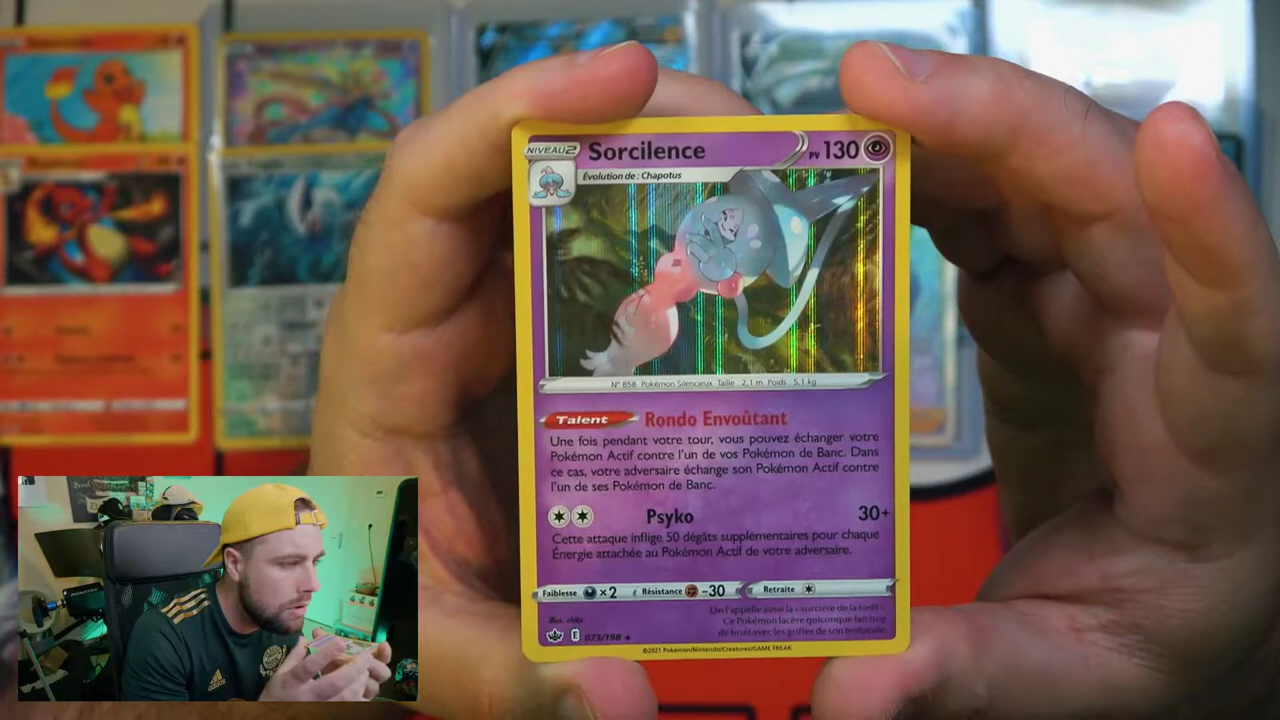 NIVEAU 2
Sorcilence
PV 130
Évolution de : Chapotus
N° 858 Pokémon Silencieux Taille : 2,1 m Poids : 5,1 kg
Talent Rondo Envoûtant
Une fois pendant votre tour, vous pouvez échanger votre
Pokémon Actif contre l'un de vos Pokémon de Banc. Dans
ce cas, votre adversaire échange son Pokémon Actif contre
l'un de ses Pokémon de Banc.
Psyko 30+
Cette attaque inflige 50 dégâts supplémentaires pour chaque
Énergie attachée au Pokémon Actif de votre adversaire.
Faiblesse ×2 Résistance -30 Retraite
On l'appelle aussi la « sorcière de la forêt ».
Ce Pokémon lacère quiconque fait trop
de bruit avec les griffes de son tentacule.
illus. chibi
E 073/198 ★
©2021 Pokémon/Nintendo/Creatures/GAME FREAK
adidas